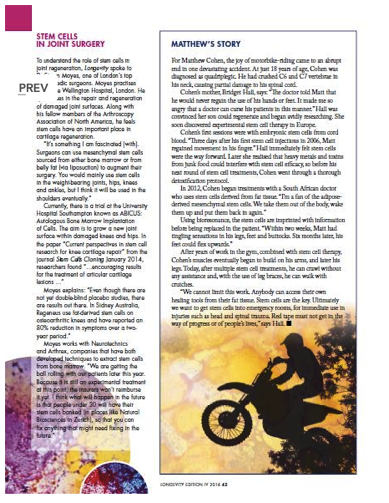 STEM CELLS
IN JOINT SURGERY
To understand the role of stem cells in
joint regeneration, Longevity spoke to
Moyes, one of London's top
paedic surgeons. Moyes practises
Wellington Hospital, London. He
ses in the repair and regeneration
of damaged joint surfaces. Along with
his fellow members of the Arthroscopy
Association of North America, he feels
stem cells have an important place in
cartilage regeneration.
"It's something I am fascinated [with].
Surgeons can use mesenchymal stem cells
sourced from either bone marrow or from
belly fat (via liposuction) to augment their
surgery. You would mainly use stem cells
in the weight-bearing joints, hips, knees
and ankles, but I think it will be used in the
shoulders eventually."
Currently, there is a trial at the University
Hospital Southampton known as ABICUS:
Autologous Bone Marrow Implantation
of Cells. The aim is to grow a new joint
surface within damaged knees and hips. In
the paper "Current perspectives in stem cell
research for knee cartilage repair" from the
journal Stem Cells Cloning January 2014,
researchers found "...encouraging results
for the treatment of articular cartilage
lesions ..."
Moyes explains: "Even though there are
not yet double-blind placebo studies, there
are results out there. In Sidney Australia,
Regeneus use fat-derived stem cells on
osteoarthritic knees and have reported an
80% reduction in symptoms over a two-
year period."
Moyes works with Neurotechnics
and Arthrex, companies that have both
developed techniques to extract stem cells
from bone marrow. "We are getting the
ball rolling with our patients later this year.
Because it is still an experimental treatment
at this point, the insurers won't reimburse
it yet. I think what will happen in the future
is that people under 30 will have their
stem cells banked (in places like Natural
Biosciences in Zurich), so that you can
fix anything that might need fixing in the
future."
PREV
MATTHEW'S STORY
For Matthew Cohen, the joy of motorbike-riding came to an abrupt
end in one devastating accident. At just 18 years of age, Cohen was
diagnosed as quadriplegic. He had crushed C6 and C7 vertebrae in
his neck, causing partial damage to his spinal cord.
Cohen's mother, Bridget Hall, says: "The doctor told Matt that
he would never regain the use of his hands or feet. It made me so
angry that a doctor can curse his patients in this manner." Hall was
convinced her son could regenerate and began avidly researching. She
soon discovered experimental stem cell therapy in Europe.
Cohen's first sessions were with embryonic stem cells from cord
blood. "Three days after his first stem cell injections in 2006, Matt
regained movement in his fingers." Hall immediately felt stem cells
were the way forward. Later she realised that heavy metals and toxins
from junk food could interfere with stem cell efficacy, so before his
next round of stem cell treatments, Cohen went through a thorough
detoxification protocol.
In 2012, Cohen began treatments with a South African doctor
who uses stem cells derived from fat tissue. "I'm a fan of the adipose-
derived mesenchymal stem cells. We take them out of the body, wake
them up and put them back in again."
Using bioresonance, the stem cells are imprinted with information
before being replaced in the patient. "Within two weeks, Matt had
tingling sensations in his legs, feet and buttocks. Six months later, his
feet could flex upwards."
After years of work in the gym, combined with stem cell therapy,
Cohen's muscles eventually began to build on his arms, and later his
legs. Today, after multiple stem cell treatments, he can crawl without
any assistance and, with the use of leg braces, he can walk with
crutches.
"We cannot limit this work. Anybody can access their own
healing tools from their fat tissue. Stem cells are the key. Ultimately
we want to get stem cells into emergency rooms, for immediate use in
injuries such as head and spinal trauma. Red tape must not get in the
way of progress or of people's lives," says Hall. ■
LONGEVITY EDITION IV 2016 63